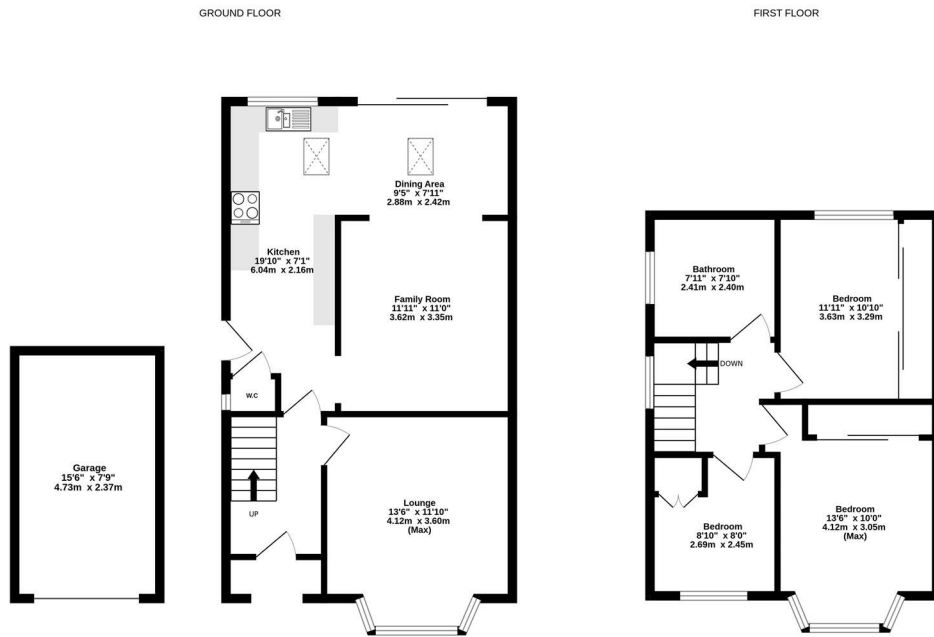 GROUND FLOOR
FIRST FLOOR
Dining Area
9'5" x 7'11"
2.88m x 2.42m
Kitchen
19'10" x 7'1"
6.04m x 2.16m
Family Room
11'11" x 11'0"
3.62m x 3.35m
W.C
UP
Lounge
13'6" x 11'10"
4.12m x 3.60m
(Max)
Garage
15'6" x 7'9"
4.73m x 2.37m
Bathroom
7'11" x 7'10"
2.41m x 2.40m
Bedroom
11'11" x 10'10"
3.63m x 3.29m
DOWN
Bedroom
8'10" x 8'0"
2.69m x 2.45m
Bedroom
13'6" x 10'0"
4.12m x 3.05m
(Max)